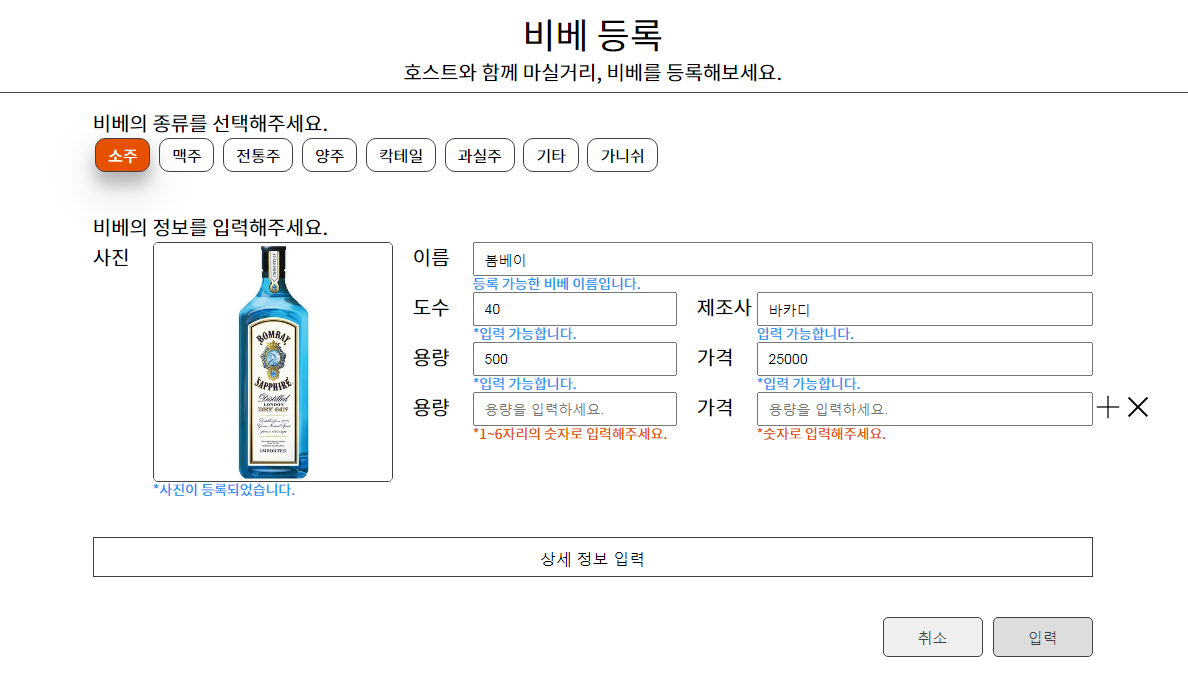 비베 등록
호스트와 함께 마실거리, 비베를 등록해보세요.
비베의 종류를 선택해주세요.
소주 맥주 전통주 양주 칵테일 과실주 기타 가니쉬
비베의 정보를 입력해주세요.
사진
BOMBAY
SAPPHIRE
Distilled
LONDON
DRY GIN
IMPORTED
*사진이 등록되었습니다.
이름 봄베이
등록 가능한 비베 이름입니다.
도수 40 제조사 바카디
*입력 가능합니다. 입력 가능합니다.
용량 500 가격 25000
*입력 가능합니다. *입력 가능합니다.
용량 용량을 입력하세요. 가격 용량을 입력하세요.
*1~6자리의 숫자로 입력해주세요. *숫자로 입력해주세요.
상세 정보 입력
취소 입력